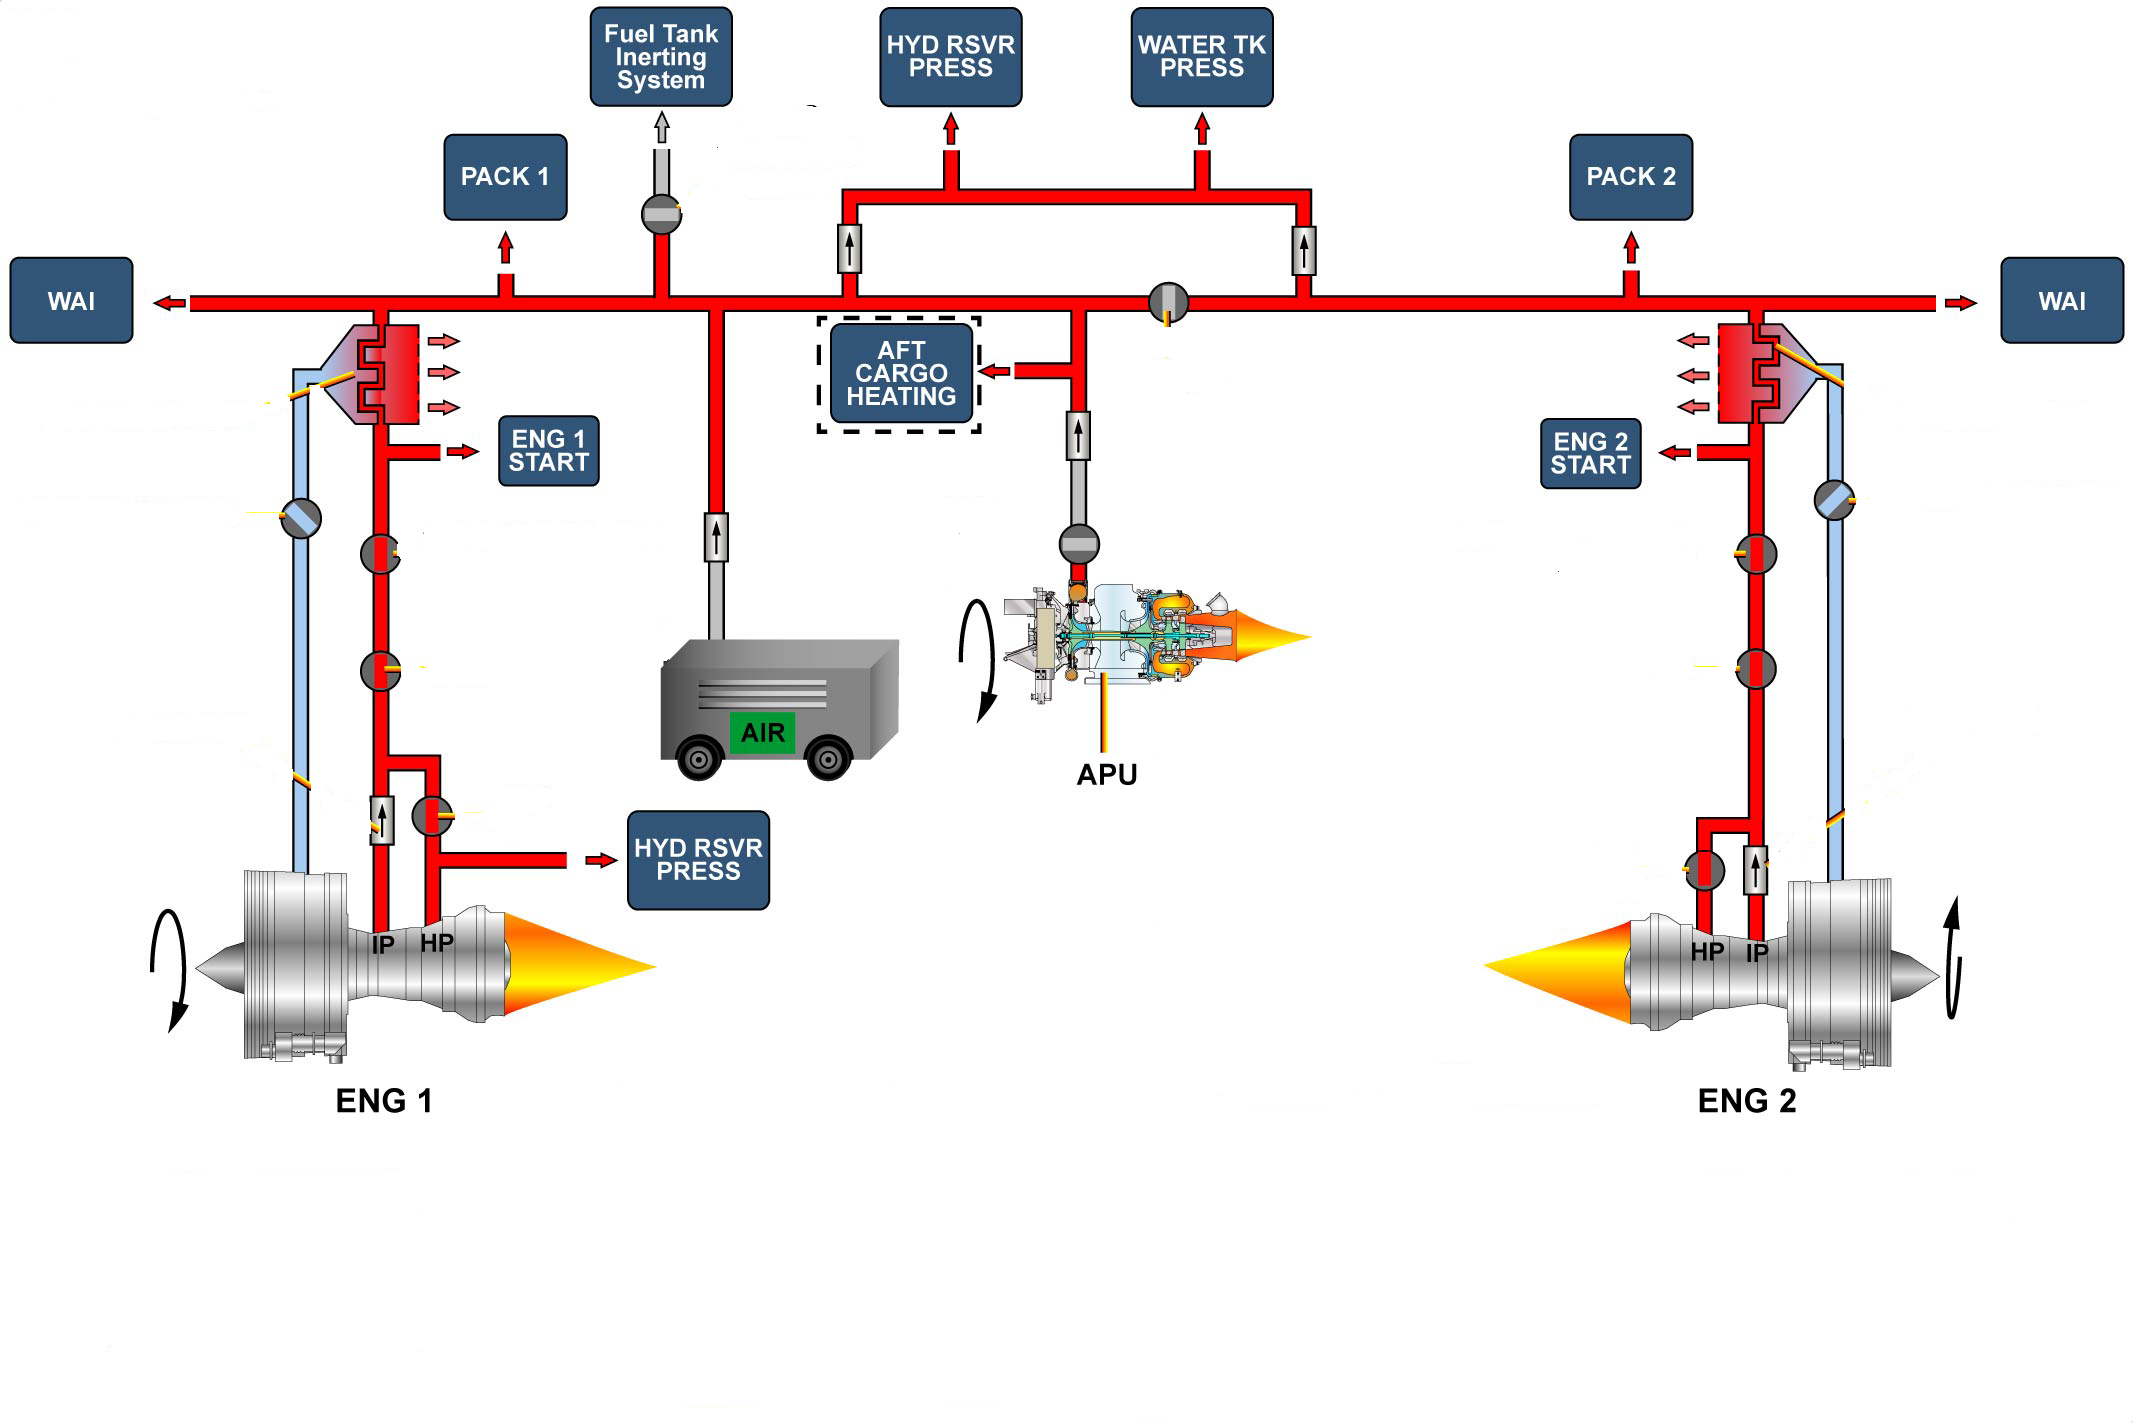 Fuel Tank
Inerting
System
HYD RSVR
PRESS
WATER TK
PRESS
PACK 1
PACK 2
WAI
WAI
AFT
CARGO
HEATING
ENG 1
START
ENG 2
START
AIR
APU
HYD RSVR
PRESS
IP
HP
HP
IP
ENG 1
ENG 2